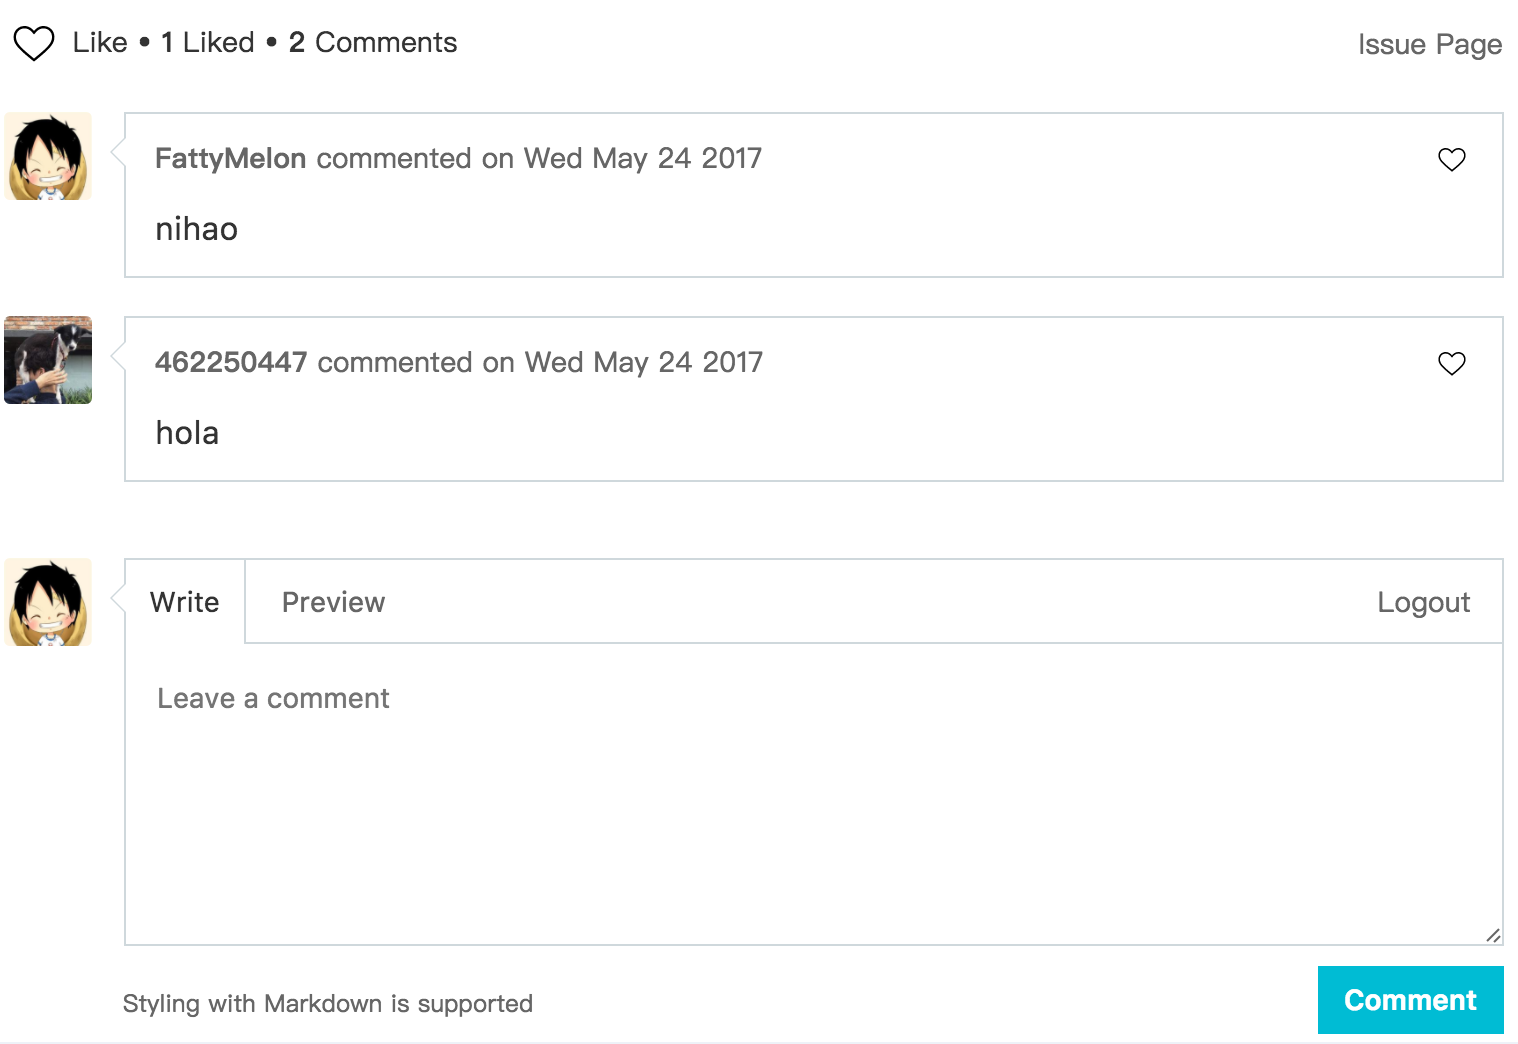 Like • 1 Liked • 2 Comments
Issue Page
FattyMelon commented on Wed May 24 2017
nihao
462250447 commented on Wed May 24 2017
hola
Write
Preview
Logout
Leave a comment
Styling with Markdown is supported
Comment